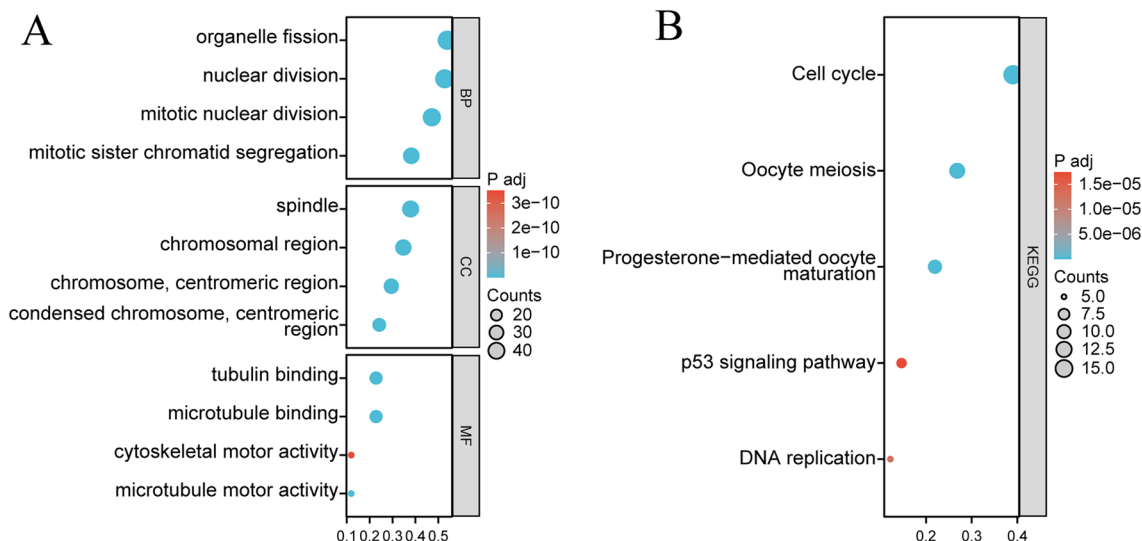 A
organelle fission
nuclear division
mitotic nuclear division
mitotic sister chromatid segregation
BP
spindle
chromosomal region
chromosome, centromeric region
condensed chromosome, centromeric
region
CC
tubulin binding
microtubule binding
cytoskeletal motor activity
microtubule motor activity
MF
0.1 0.2 0.3 0.4 0.5
P adj
3e−10
2e−10
1e−10
Counts
20
30
40
B
Cell cycle
Oocyte meiosis
Progesterone−mediated oocyte
maturation
p53 signaling pathway
DNA replication
KEGG
0.2 0.3 0.4
P adj
1.5e−05
1.0e−05
5.0e−06
Counts
5.0
7.5
10.0
12.5
15.0